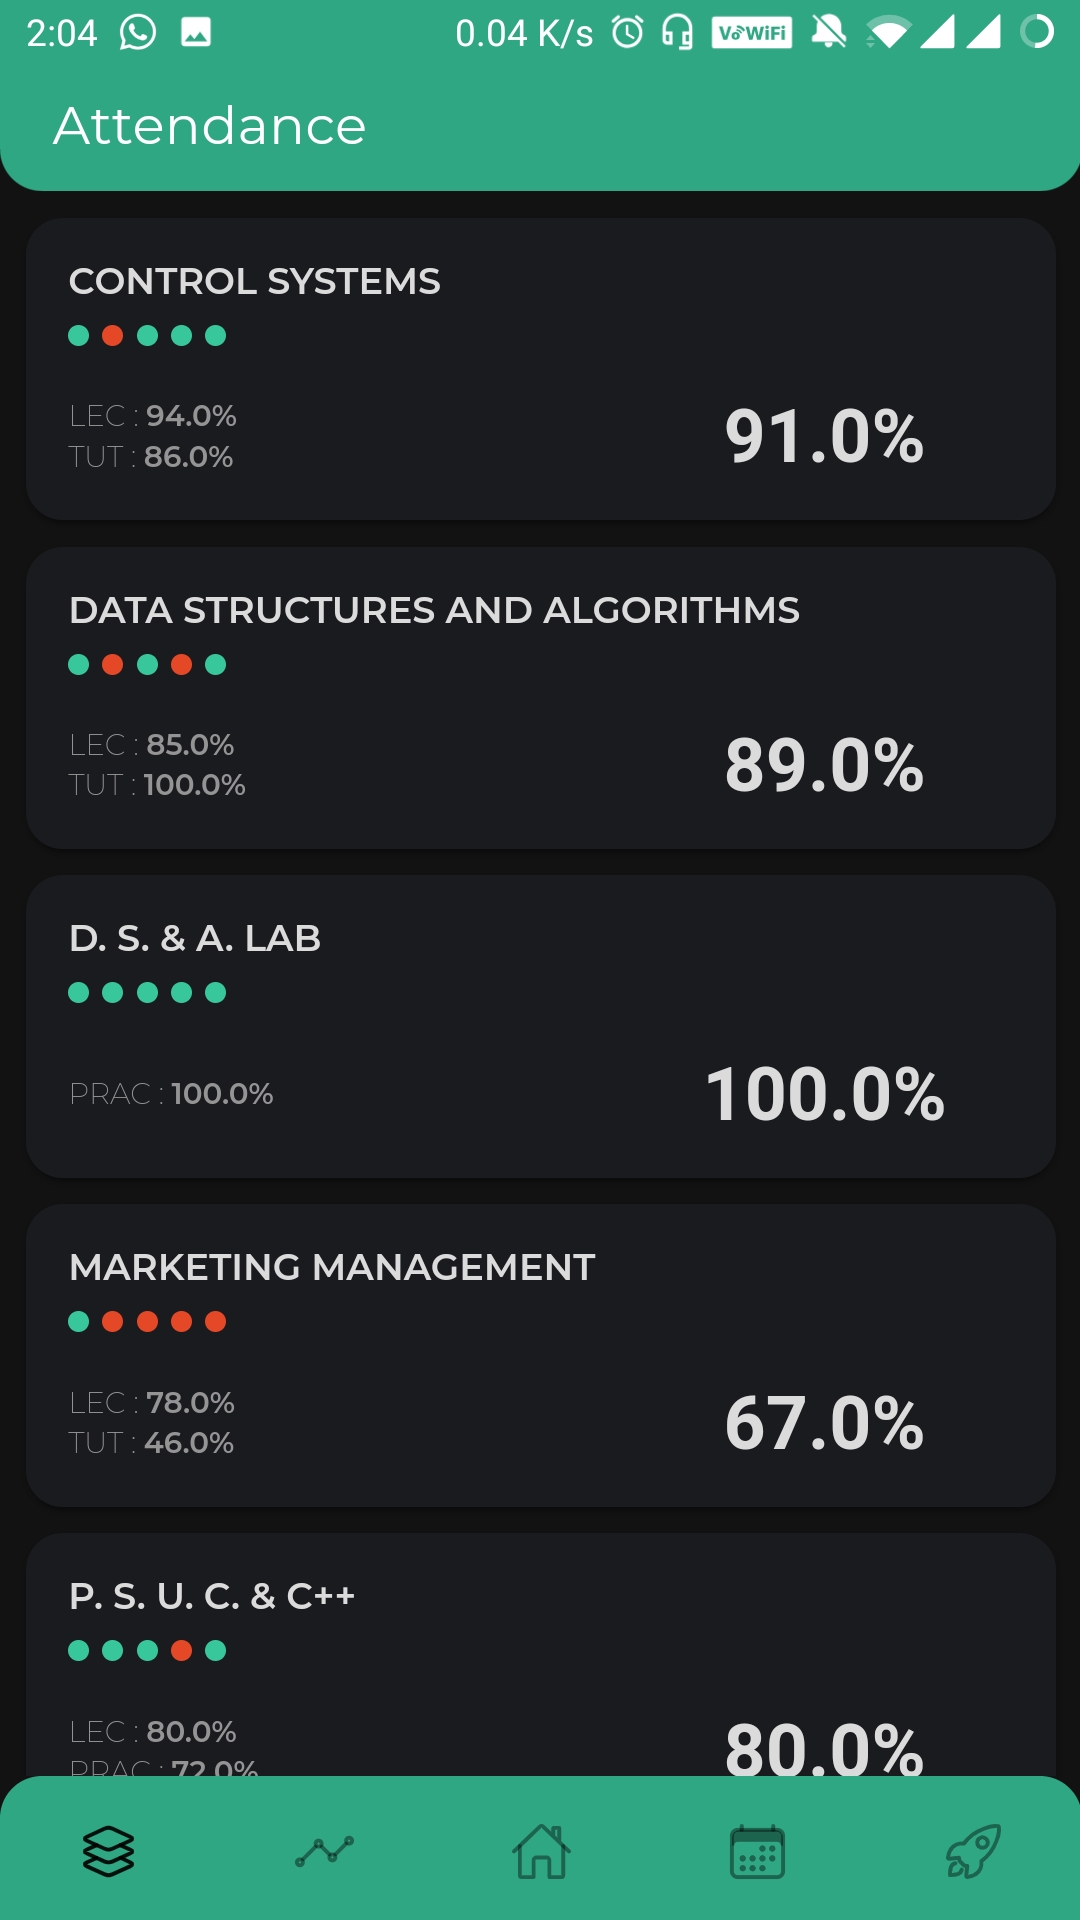 2:04 0.04 K/s VoWiFi
Attendance
CONTROL SYSTEMS
LEC : 94.0%
TUT : 86.0%
91.0%
DATA STRUCTURES AND ALGORITHMS
LEC : 85.0%
TUT : 100.0%
89.0%
D. S. & A. LAB
PRAC : 100.0%
100.0%
MARKETING MANAGEMENT
LEC : 78.0%
TUT : 46.0%
67.0%
P. S. U. C. & C++
LEC : 80.0%
PRAC : 72.0%
80.0%